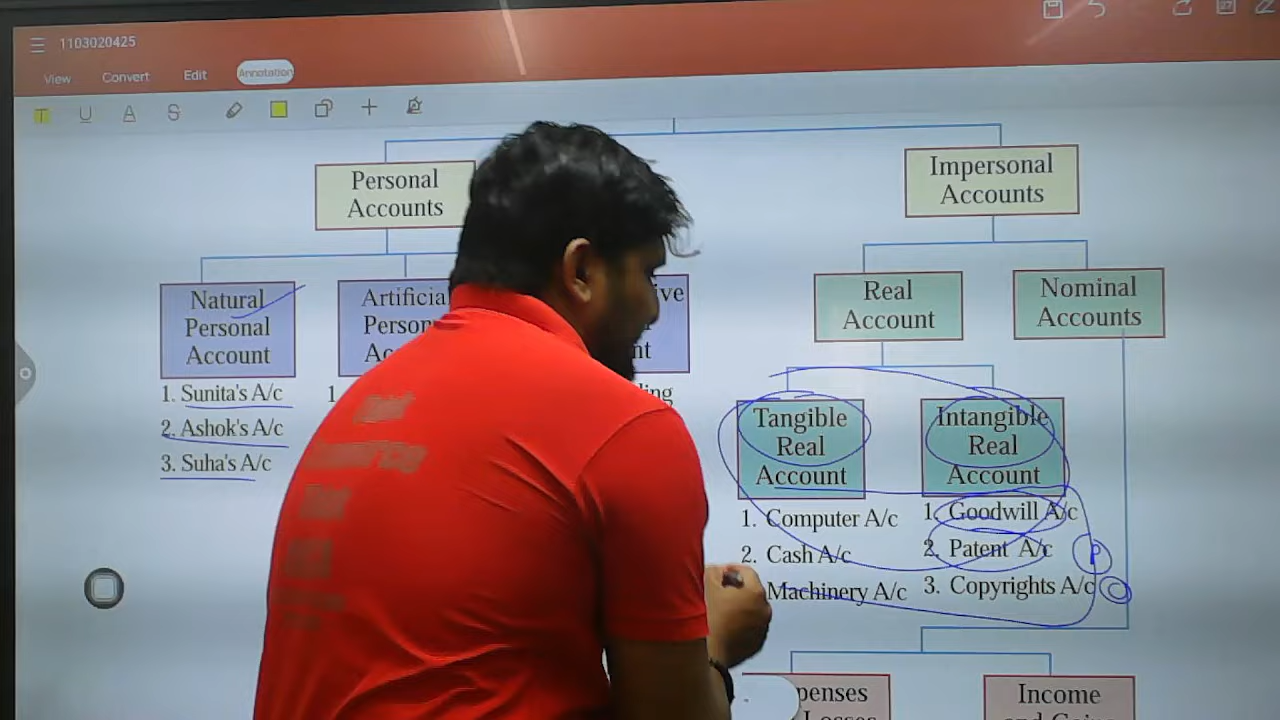 1103020425
View Convert Edit Annotation
Personal
Accounts
Impersonal
Accounts
Natural
Personal
Account
Real
Account
Nominal
Accounts
1. Sunita's A/c
2. Ashok's A/c
3. Suha's A/c
Tangible
Real
Account
1. Computer A/c
2. Cash A/c
Machinery A/c
Intangible
Real
Account
1. Goodwill A/c
2. Patent A/c
3. Copyrights A/c
P
C
Income